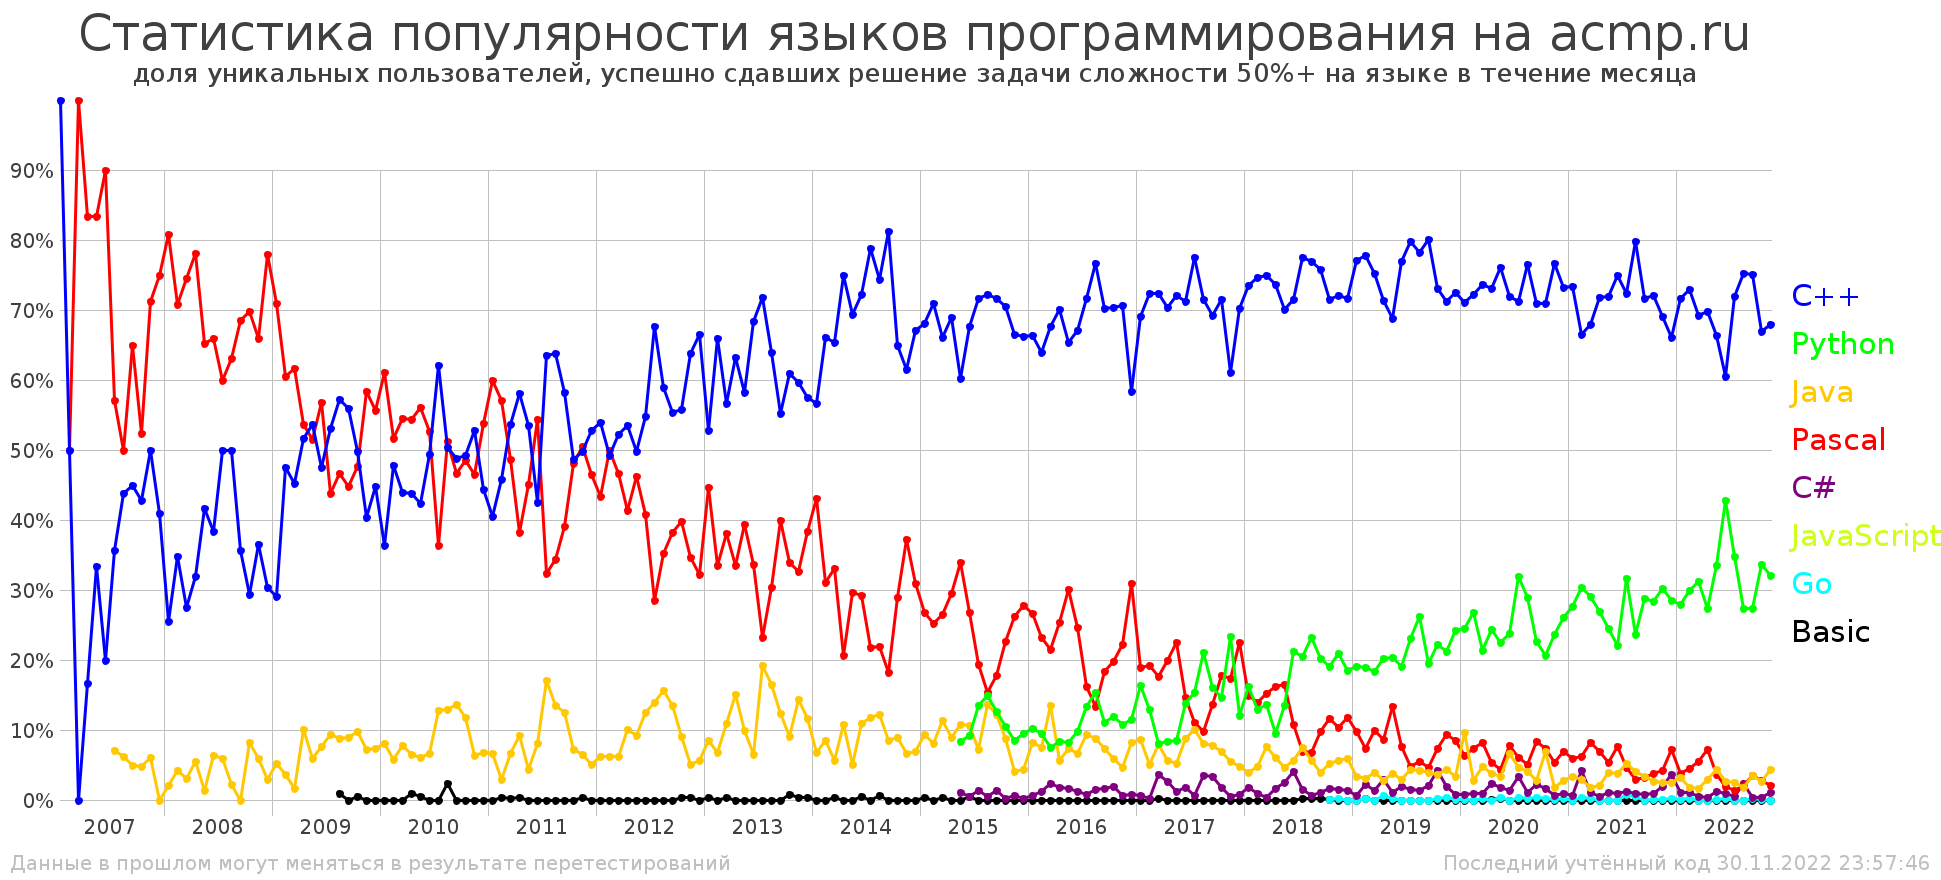 Статистика популярности языков программирования на acmp.ru
доля уникальных пользователей, успешно сдавших решение задачи сложности 50%+ на языке в течение месяца
90%
80%
70%
60%
50%
40%
30%
20%
10%
0%
C++
Python
Java
Pascal
C#
JavaScript
Go
Basic
2007 2008 2009 2010 2011 2012 2013 2014 2015 2016 2017 2018 2019 2020 2021 2022
Данные в прошлом могут меняться в результате перетестирований
Последний учтённый код 30.11.2022 23:57:46